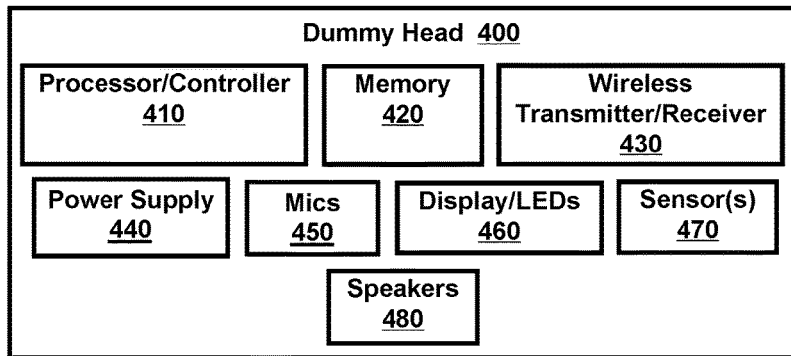 Dummy Head 400
Processor/Controller
410
Memory
420
Wireless
Transmitter/Receiver
430
Power Supply
440
Mics
450
Display/LEDs
460
Sensor(s)
470
Speakers
480